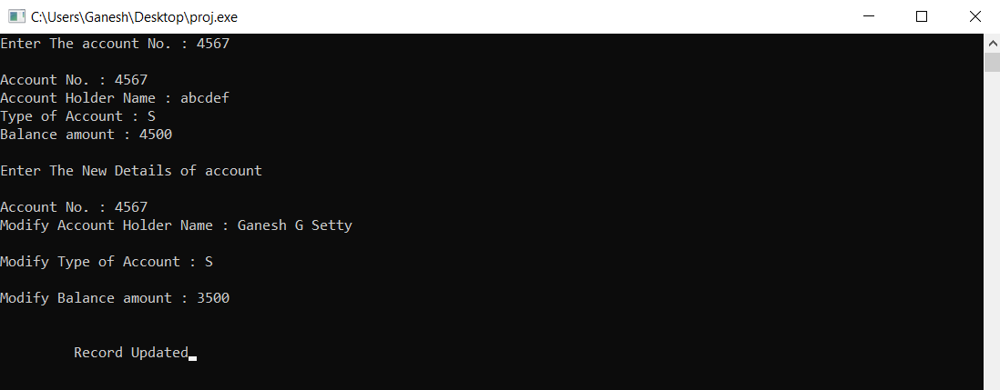 C:\Users\Ganesh\Desktop\proj.exe
Enter The account No. : 4567
Account No. : 4567
Account Holder Name : abcdef
Type of Account : S
Balance amount : 4500
Enter The New Details of account
Account No. : 4567
Modify Account Holder Name : Ganesh G Setty
Modify Type of Account : S
Modify Balance amount : 3500
Record Updated